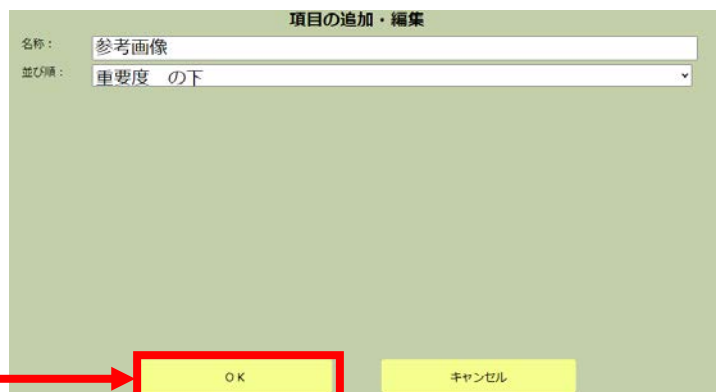 項目の追加・編集
名称：
参考画像
並び順：
重要度　の下
ＯＫ
キャンセル